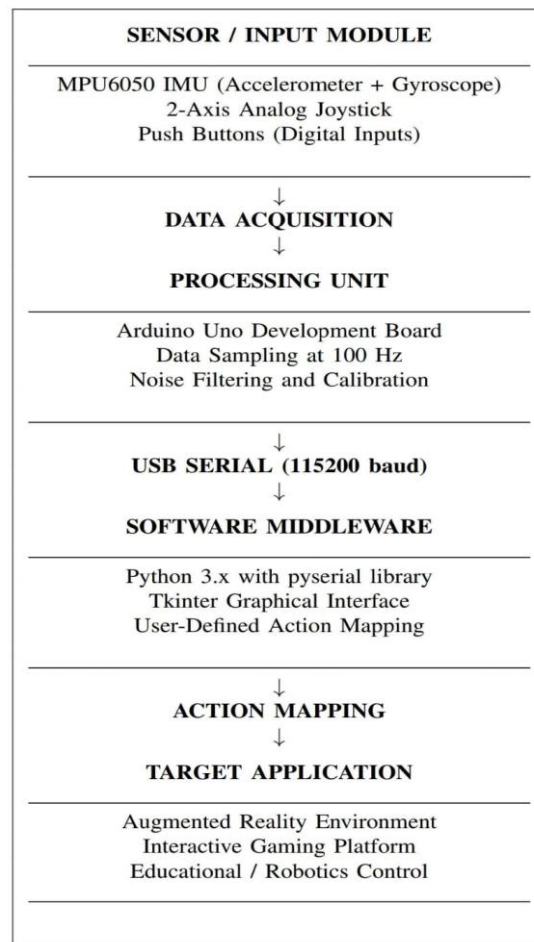 SENSOR / INPUT MODULE
MPU6050 IMU (Accelerometer + Gyroscope)
2-Axis Analog Joystick
Push Buttons (Digital Inputs)
↓
DATA ACQUISITION
↓
PROCESSING UNIT
Arduino Uno Development Board
Data Sampling at 100 Hz
Noise Filtering and Calibration
↓
USB SERIAL (115200 baud)
↓
SOFTWARE MIDDLEWARE
Python 3.x with pyserial library
Tkinter Graphical Interface
User-Defined Action Mapping
↓
ACTION MAPPING
↓
TARGET APPLICATION
Augmented Reality Environment
Interactive Gaming Platform
Educational / Robotics Control